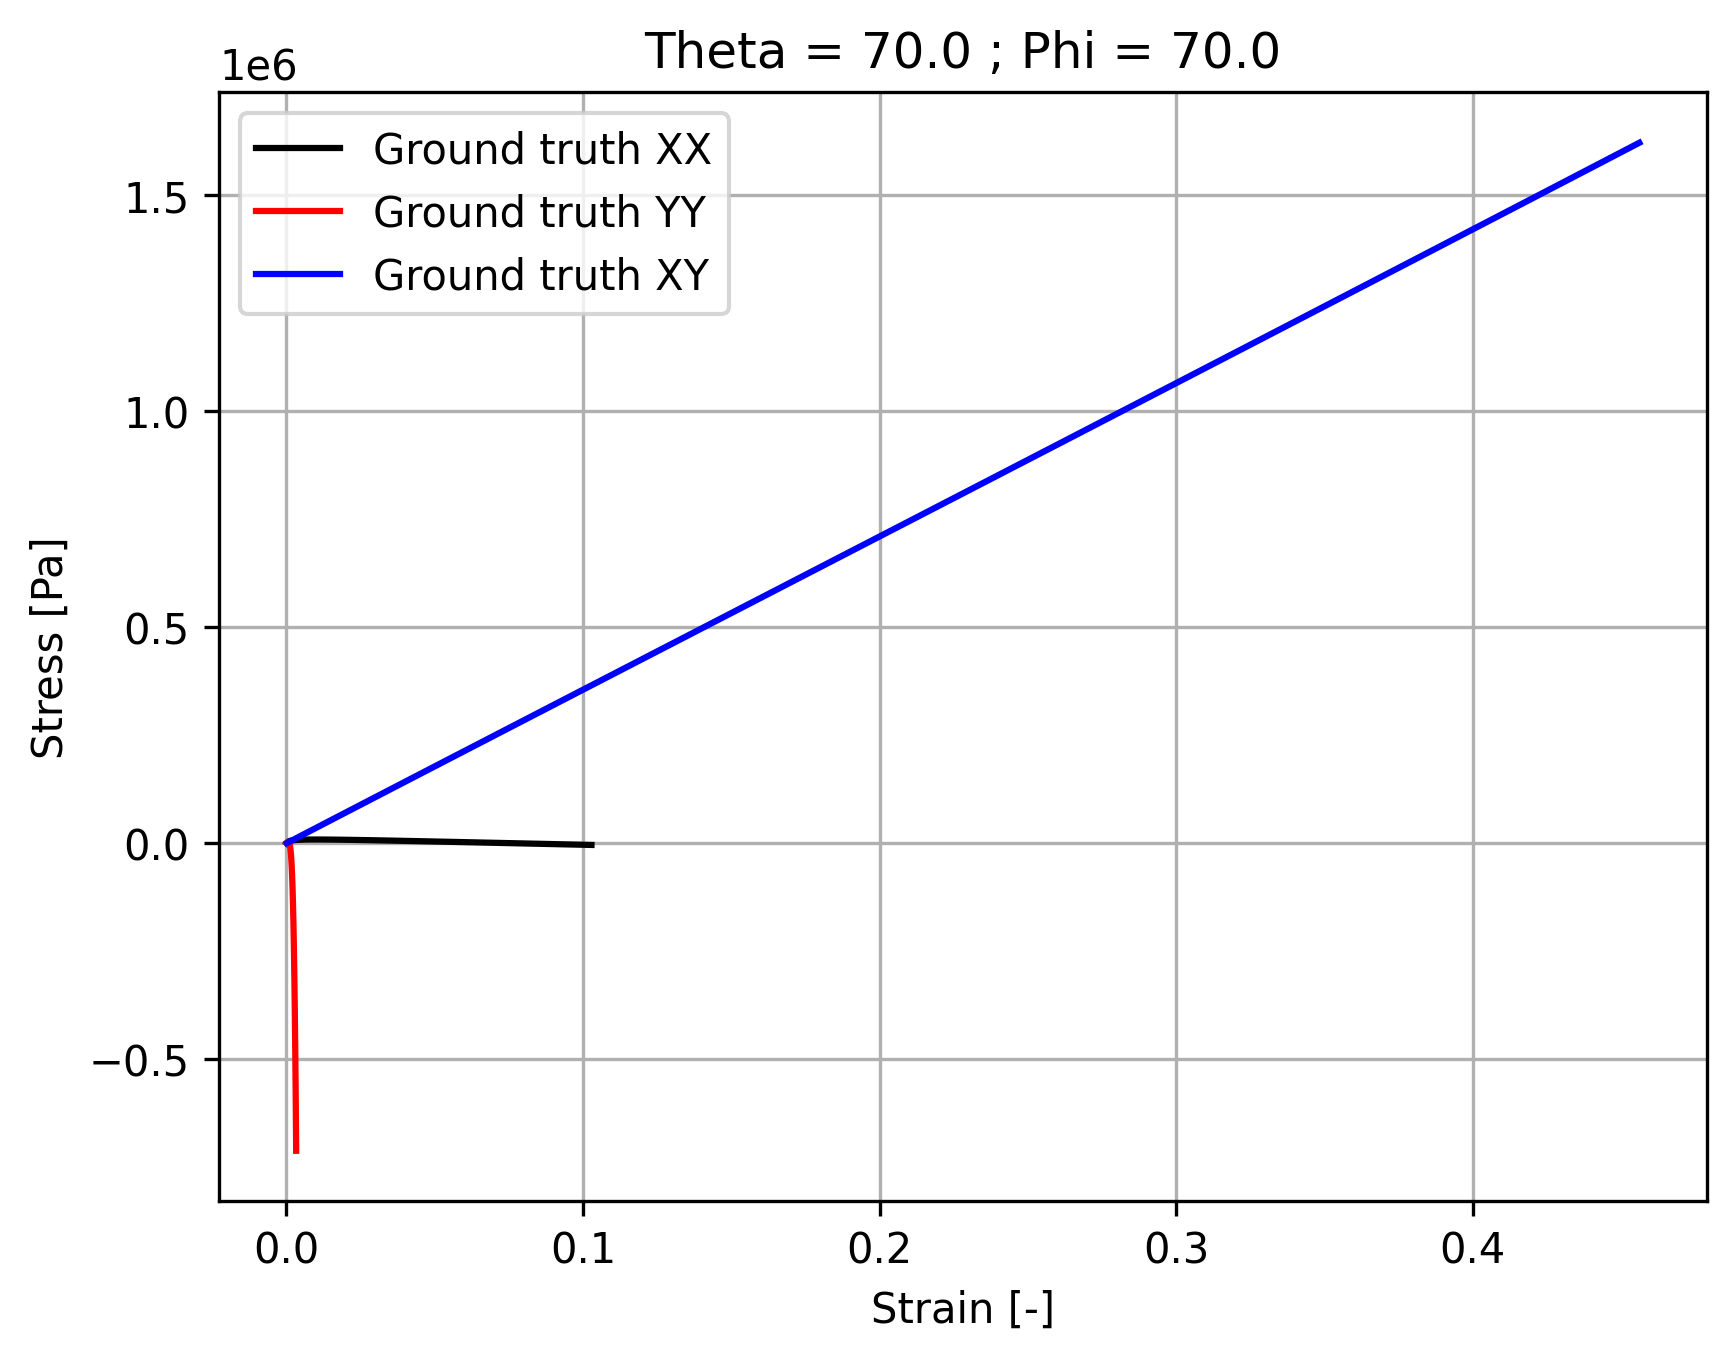 Theta = 70.0 ; Phi = 70.0
1e6
Ground truth XX
Ground truth YY
Ground truth XY
1.5
1.0
0.5
0.0
−0.5
Stress [Pa]
0.0 0.1 0.2 0.3 0.4
Strain [-]